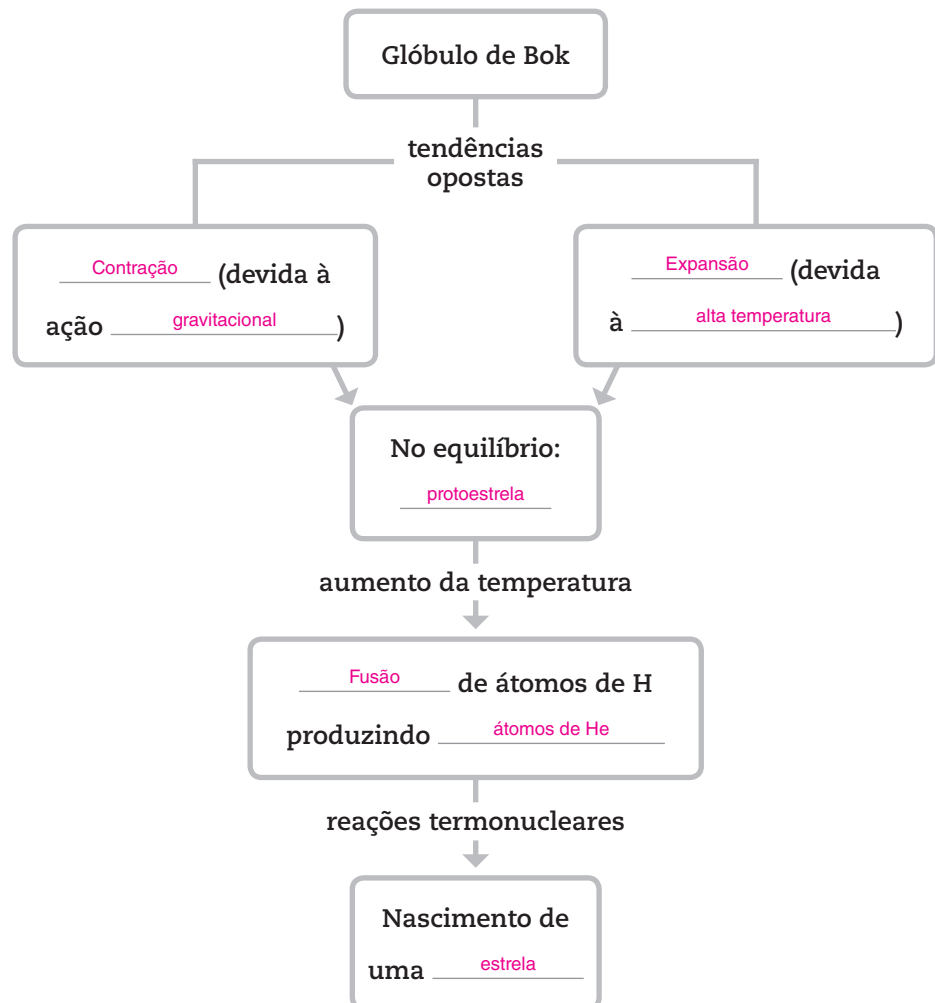 Glóbulo de Bok
tendências
opostas
Contração (devida à
ação gravitacional)
Expansão (devida
à alta temperatura)
No equilíbrio:
protoestrela
aumento da temperatura
Fusão de átomos de H
produzindo átomos de He
reações termonucleares
Nascimento de
uma estrela